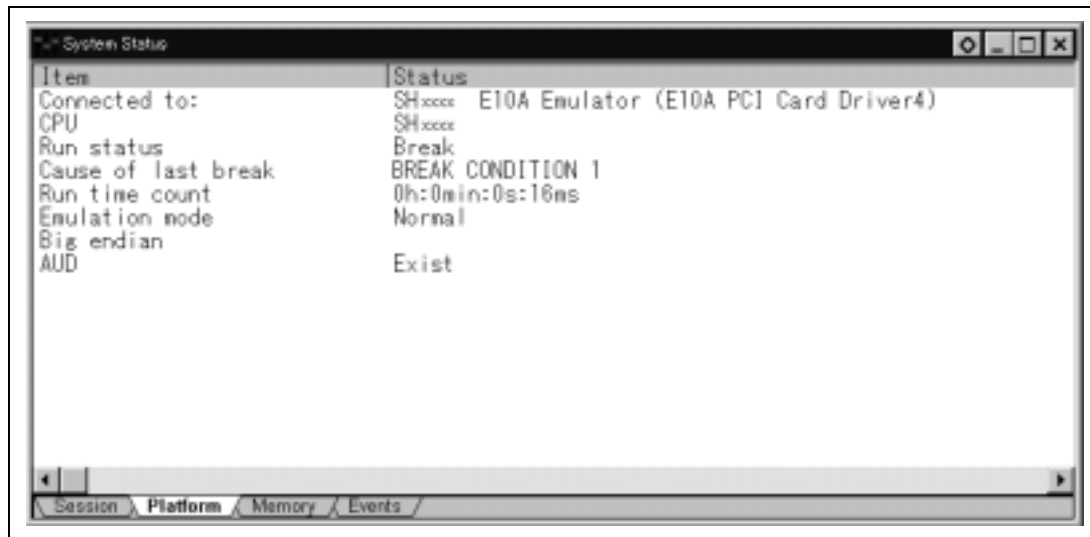 System Status
Item Status
Connected to: SHxxxx E10A Emulator (E10A PCI Card Driver4)
CPU SHxxxx
Run status Break
Cause of last break BREAK CONDITION 1
Run time count 0h:0min:0s:16ms
Emulation mode Normal
Big endian
AUD Exist
Session Platform Memory Events